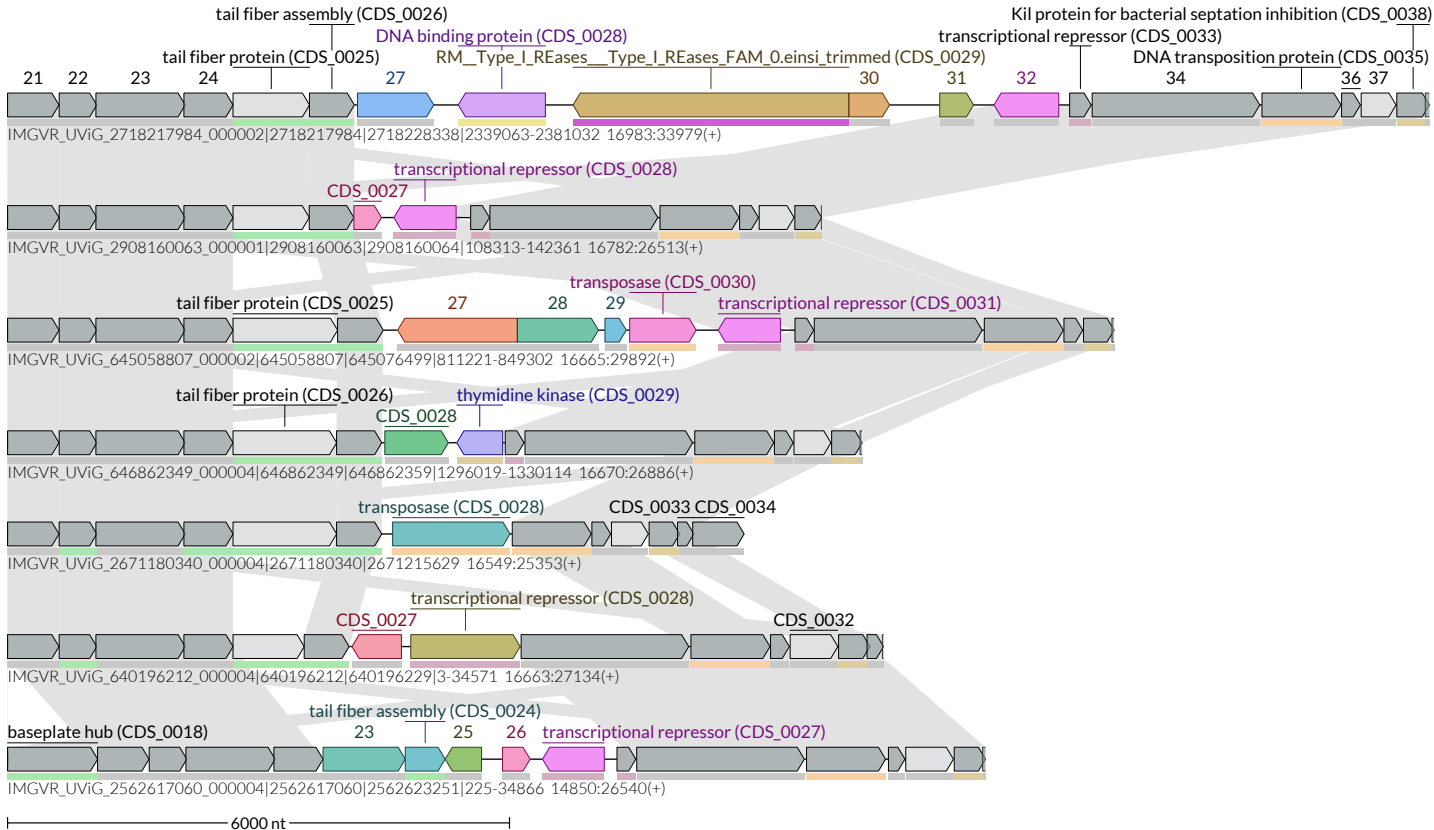 tail fiber assembly (CDS_0026)
Kil protein for bacterial septation inhibition (CDS_0038)
DNA binding protein (CDS_0028)
transcriptional repressor (CDS_0033)
tail fiber protein (CDS_0025)
RM__Type_I_REases___Type_I_REases_FAM_0.einsi_trimmed (CDS_0029)
DNA transposition protein (CDS_0035)
21 22 23 24 27 30 31 32 34 36 37
IMGVR_UViG_2718217984_000002|2718217984|2718228338|2339063-2381032 16983:33979(+)
transcriptional repressor (CDS_0028)
CDS_0027
IMGVR_UViG_2908160063_000001|2908160063|2908160064|108313-142361 16782:26513(+)
transposase (CDS_0030)
tail fiber protein (CDS_0025) 27 28 29 transcriptional repressor (CDS_0031)
IMGVR_UViG_645058807_000002|645058807|645076499|811221-849302 16665:29892(+)
tail fiber protein (CDS_0026) thymidine kinase (CDS_0029)
CDS_0028
IMGVR_UViG_646862349_000004|646862349|646862359|1296019-1330114 16670:26886(+)
transposase (CDS_0028) CDS_0033 CDS_0034
IMGVR_UViG_2671180340_000004|2671180340|2671215629 16549:25353(+)
transcriptional repressor (CDS_0028)
CDS_0027 CDS_0032
IMGVR_UViG_640196212_000004|640196212|640196229|3-34571 16663:27134(+)
tail fiber assembly (CDS_0024)
baseplate hub (CDS_0018) 23 25 26 transcriptional repressor (CDS_0027)
IMGVR_UViG_2562617060_000004|2562617060|2562623251|225-34866 14850:26540(+)
6000 nt